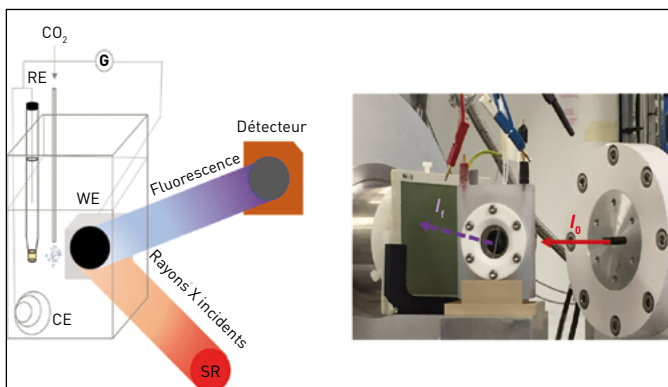 CO₂
G
RE
Détecteur
WE
Fluorescence
Rayons X incidents
CE
SR
I_f
I_0